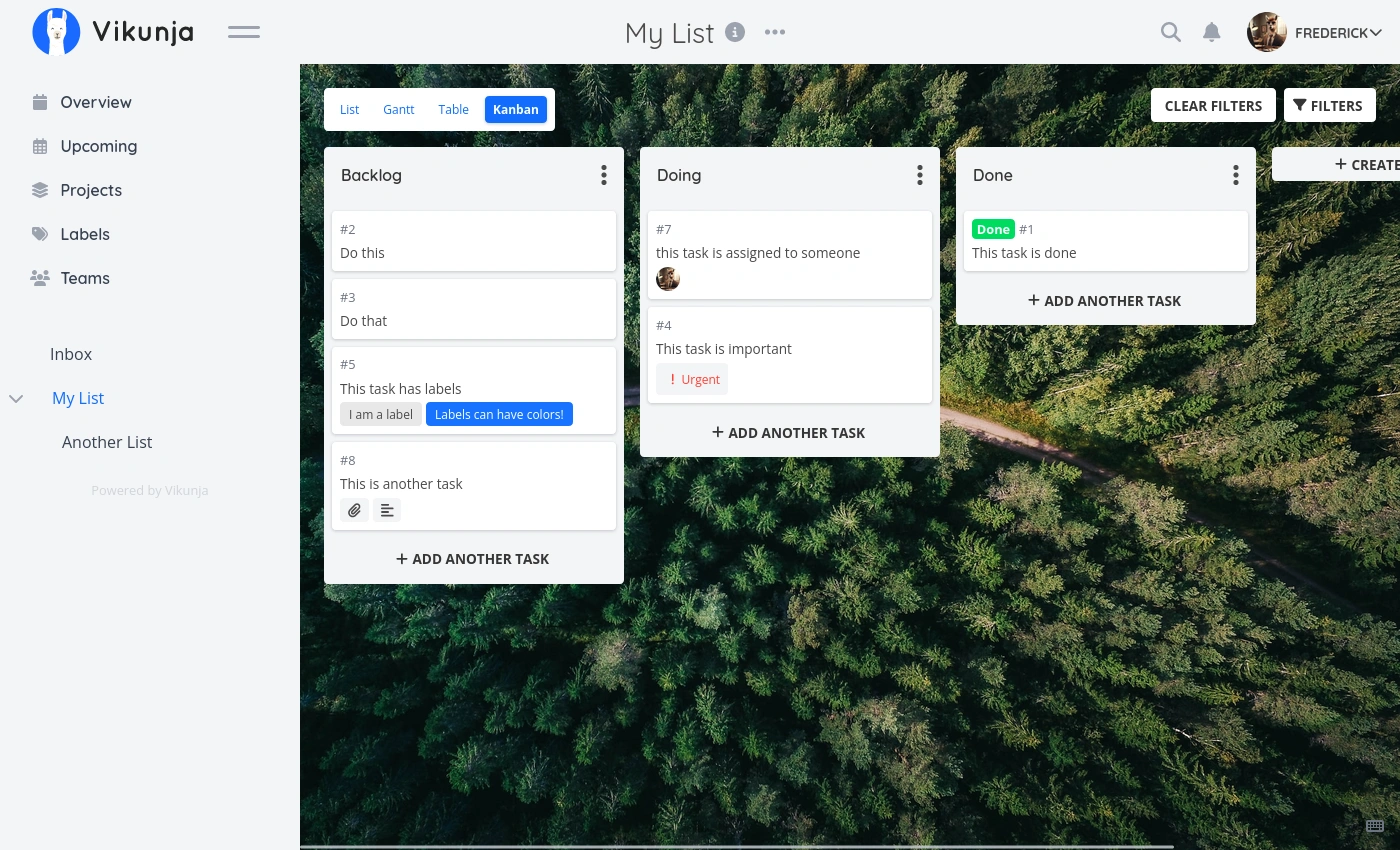 Vikunja
My List
FREDERICK
Overview
Upcoming
Projects
Labels
Teams
Inbox
My List
Another List
Powered by Vikunja
List Gantt Table Kanban
CLEAR FILTERS FILTERS
Backlog
#2
Do this
#3
Do that
#5
This task has labels
I am a label Labels can have colors!
#8
This is another task
+ ADD ANOTHER TASK
Doing
#7
this task is assigned to someone
#4
This task is important
! Urgent
+ ADD ANOTHER TASK
Done
Done #1
This task is done
+ ADD ANOTHER TASK
+ CREATE